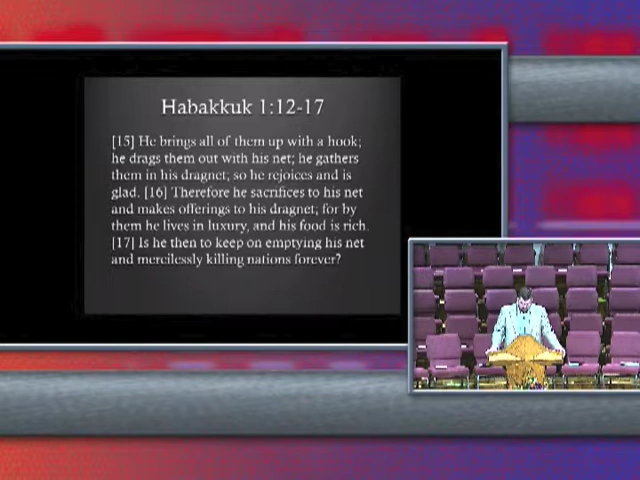 Habakkuk 1:12-17
[15] He brings all of them up with a hook;
he drags them out with his net; he gathers
them in his dragnet; so he rejoices and is
glad. [16] Therefore he sacrifices to his net
and makes offerings to his dragnet; for by
them he lives in luxury, and his food is rich.
[17] Is he then to keep on emptying his net
and mercilessly killing nations forever?